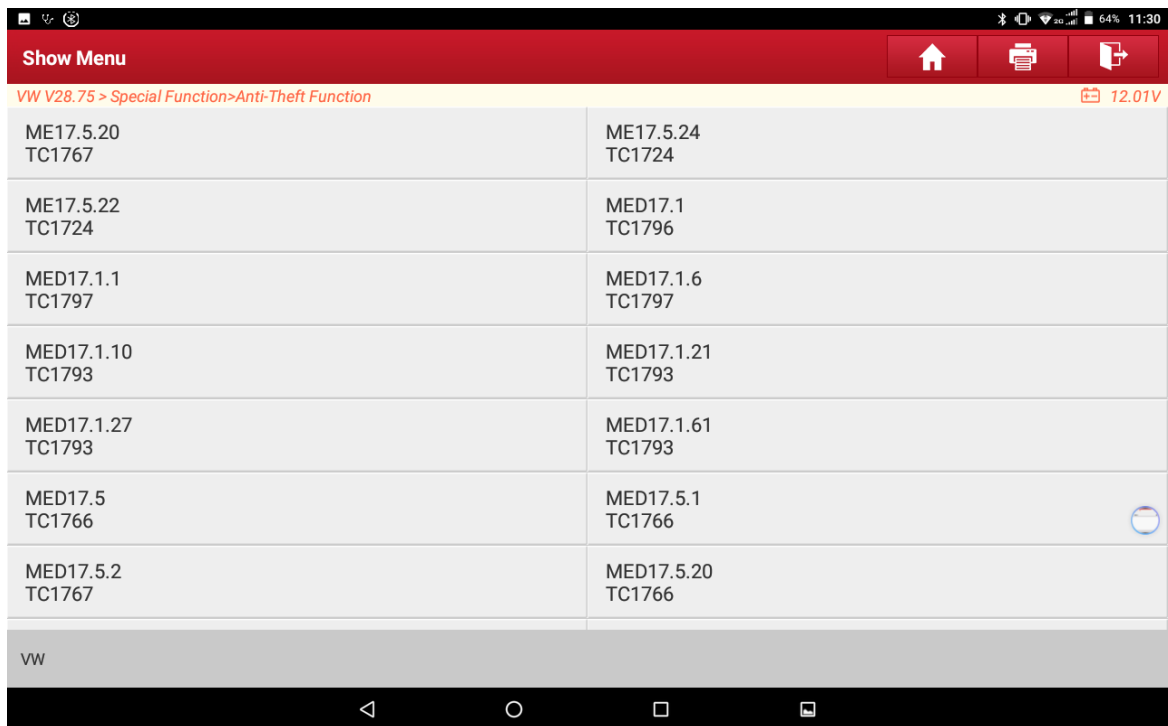 2G 64% 11:30
Show Menu
VW V28.75 > Special Function>Anti-Theft Function 12.01V
ME17.5.20
TC1767
ME17.5.24
TC1724
ME17.5.22
TC1724
MED17.1
TC1796
MED17.1.1
TC1797
MED17.1.6
TC1797
MED17.1.10
TC1793
MED17.1.21
TC1793
MED17.1.27
TC1793
MED17.1.61
TC1793
MED17.5
TC1766
MED17.5.1
TC1766
MED17.5.2
TC1767
MED17.5.20
TC1766
VW